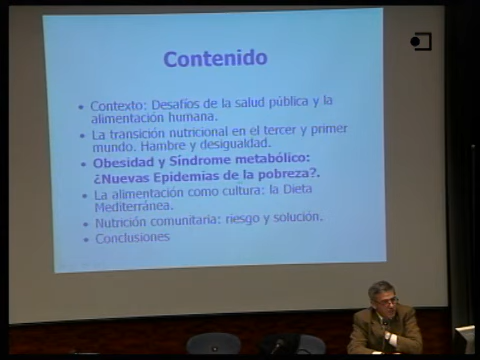 Contenido
• Contexto: Desafíos de la salud pública y la
alimentación humana.
• La transición nutricional en el tercer y primer
mundo. Hambre y desigualdad.
• Obesidad y Síndrome metabólico:
¿Nuevas Epidemias de la pobreza?.
• La alimentación como cultura: la Dieta
Mediterránea.
• Nutrición comunitaria: riesgo y solución.
• Conclusiones